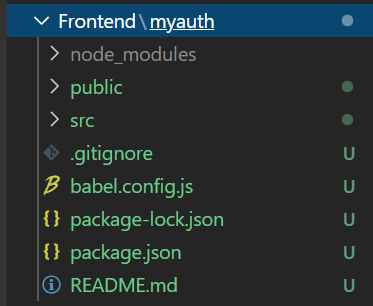 Frontend\myauth
node_modules
public
src
.gitignore U
babel.config.js U
package-lock.json U
package.json U
README.md U